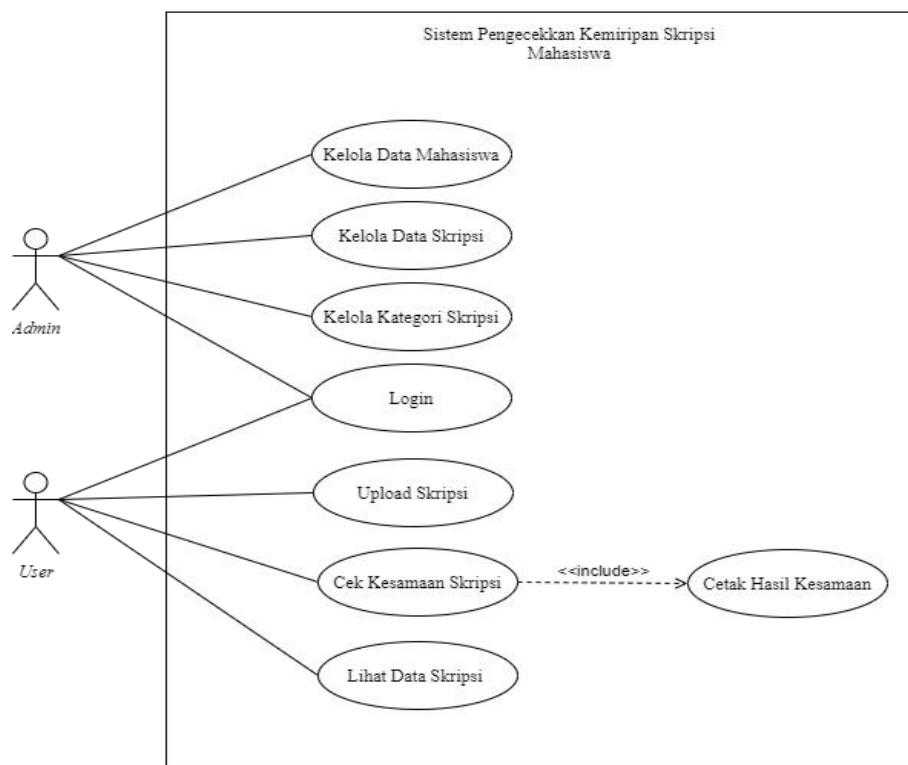 Sistem Pengecekkan Kemiripan Skripsi
Mahasiswa
Kelola Data Mahasiswa
Kelola Data Skripsi
Admin
Kelola Kategori Skripsi
Login
Upload Skripsi
User
Cek Kesamaan Skripsi
<<include>>
Cetak Hasil Kesamaan
Lihat Data Skripsi